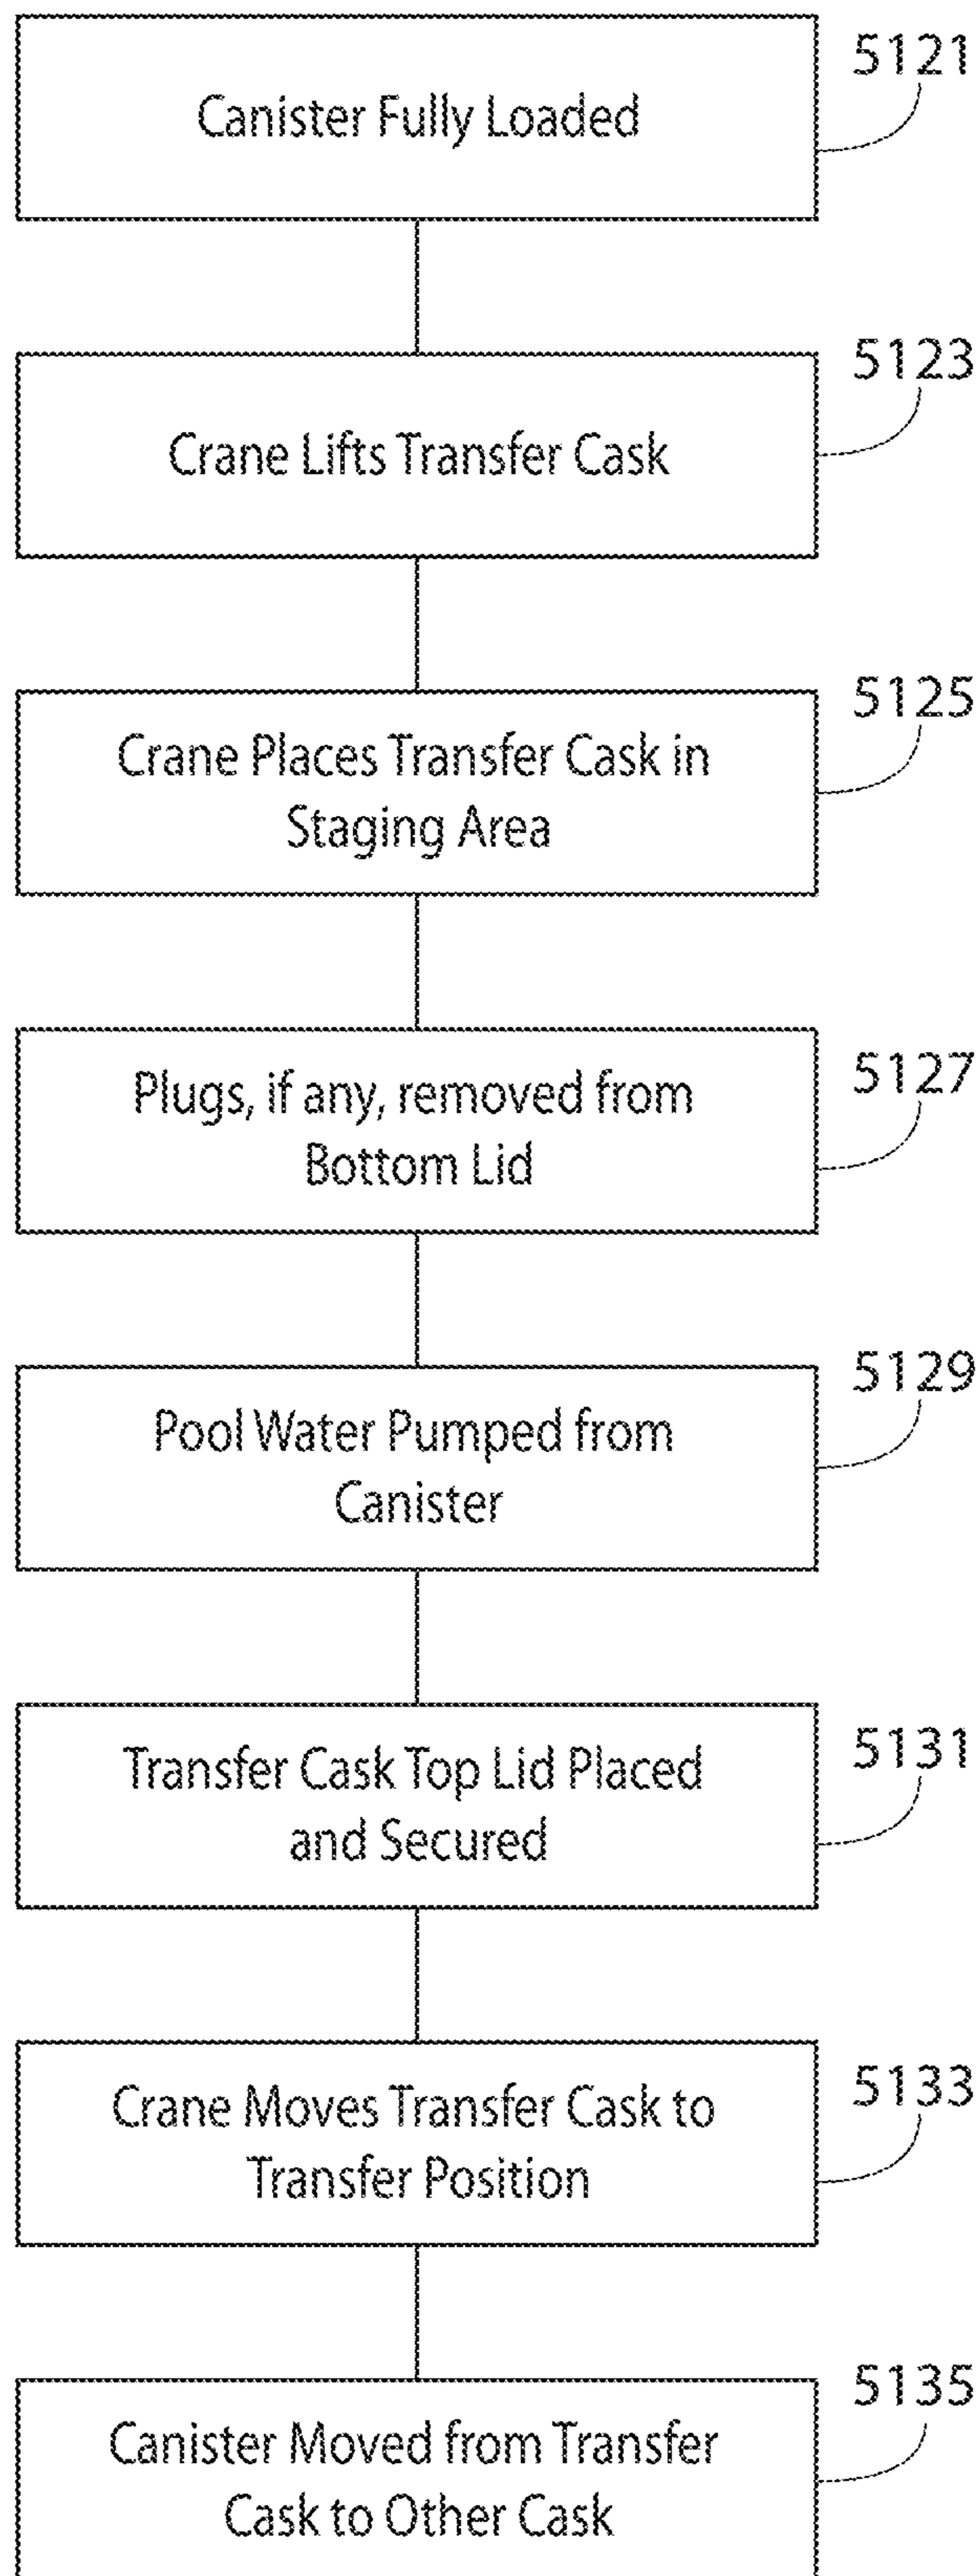 Canister Fully Loaded
5121
Crane Lifts Transfer Cask
5123
Crane Places Transfer Cask in
Staging Area
5125
Plugs, if any, removed from
Bottom Lid
5127
Pool Water Pumped from
Canister
5129
Transfer Cask Top Lid Placed
and Secured
5131
Crane Moves Transfer Cask to
Transfer Position
5133
Canister Moved from Transfer
Cask to Other Cask
5135